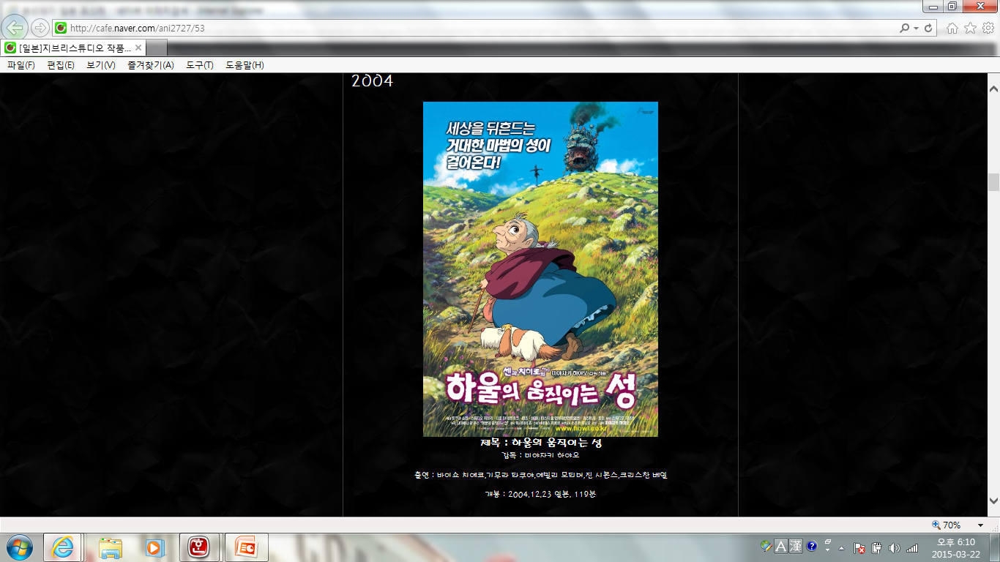 http://cafe.naver.com/ani2727/53
[일본]지브리스튜디오 작품...
파일(F) 편집(E) 보기(V) 즐겨찾기(A) 도구(T) 도움말(H)
2004
세상을 뒤흔드는
거대한 마법의 성이
걸어온다!
센과 치히로의 미야자키 하야오 감독 작품
하울의 움직이는 성
www.howl.co.kr
제목 : 하울의 움직이는 성
감독 : 미야자키 하야오
출연 : 바이쇼 치에코,기무라 타쿠야,에밀리 모티머,진 시몬스,크리스찬 베일
개봉 : 2004.12.23 일본, 119분
70%
A 漢
오후 6:10
2015-03-22